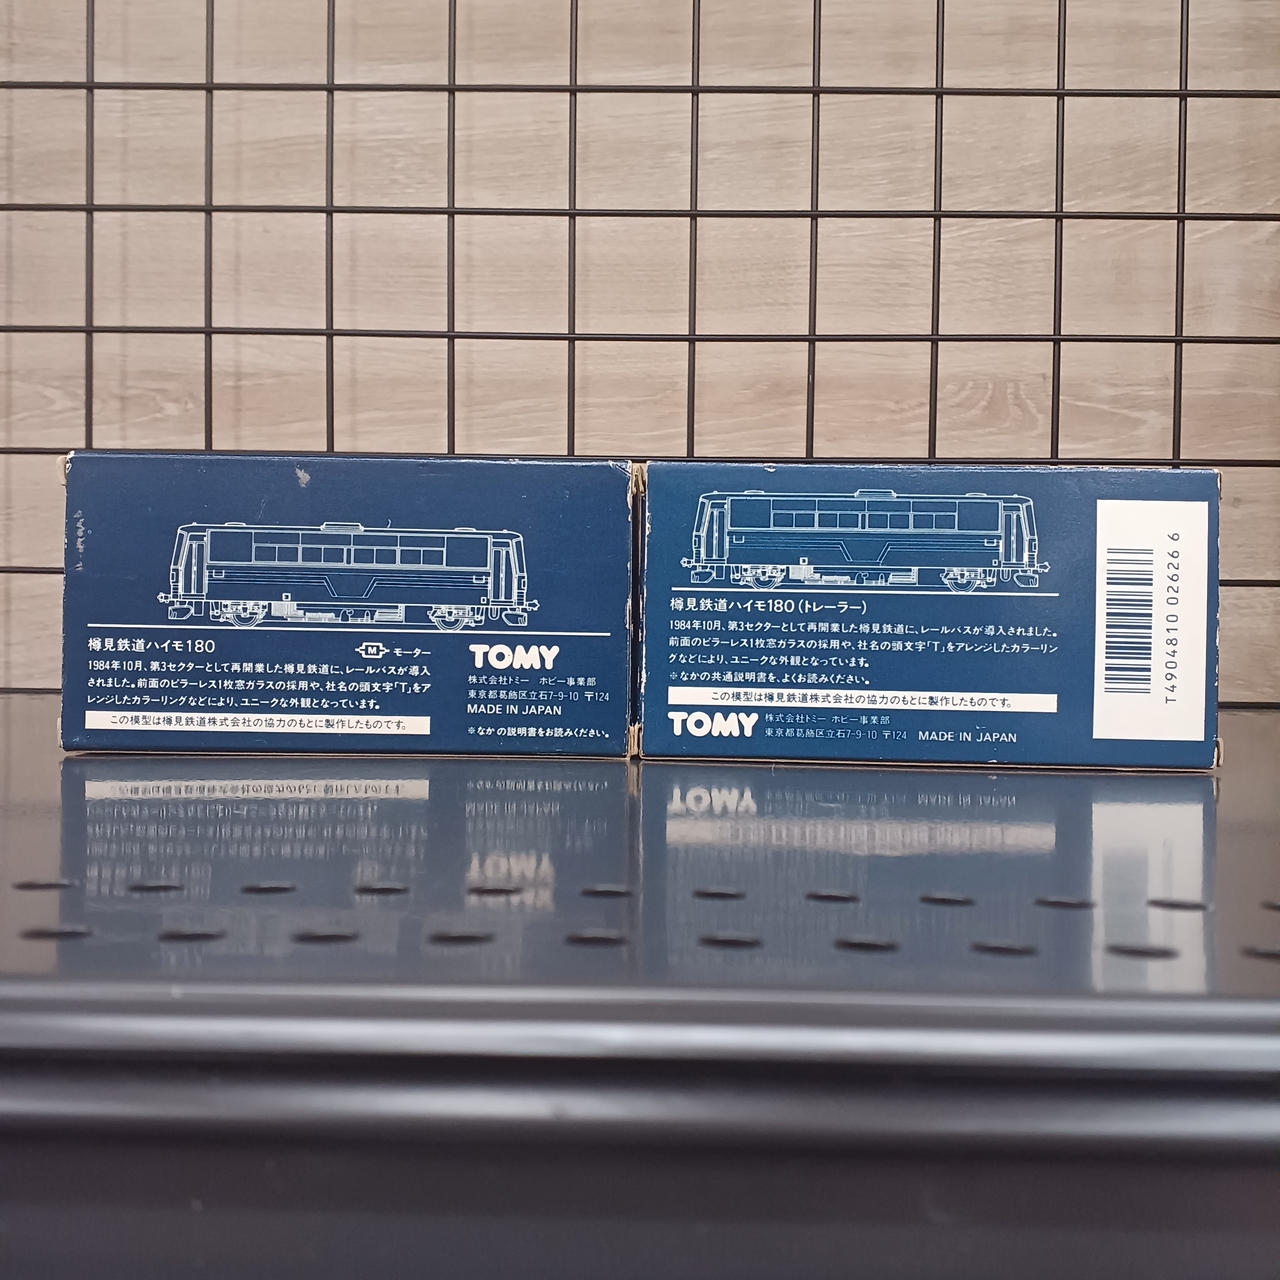 樽見鉄道ハイモ180
M モーター
1984年10月、第3セクターとして再開業した樽見鉄道に、レールバスが導入
されました。前面のピラーレス1枚窓ガラスの採用や、社名の頭文字「T」をア
レンジしたカラーリングなどにより、ユニークな外観となっています。
この模型は樽見鉄道株式会社の協力のもとに製作したものです。
TOMY
株式会社トミー ホビー事業部
東京都葛飾区立石7-9-10 〒124
MADE IN JAPAN
※なかの説明書をお読みください。
樽見鉄道ハイモ180(トレーラー)
1984年10月、第3セクターとして再開業した樽見鉄道に、レールバスが導入されました。
前面のピラーレス1枚窓ガラスの採用や、社名の頭文字「T」をアレンジしたカラーリン
グなどにより、ユニークな外観となっています。
※なかの共通説明書を、よくお読みください。
この模型は樽見鉄道株式会社の協力のもとに製作したものです。
TOMY
株式会社トミー ホビー事業部
東京都葛飾区立石7-9-10 〒124 MADE IN JAPAN
T4904810 02626 6